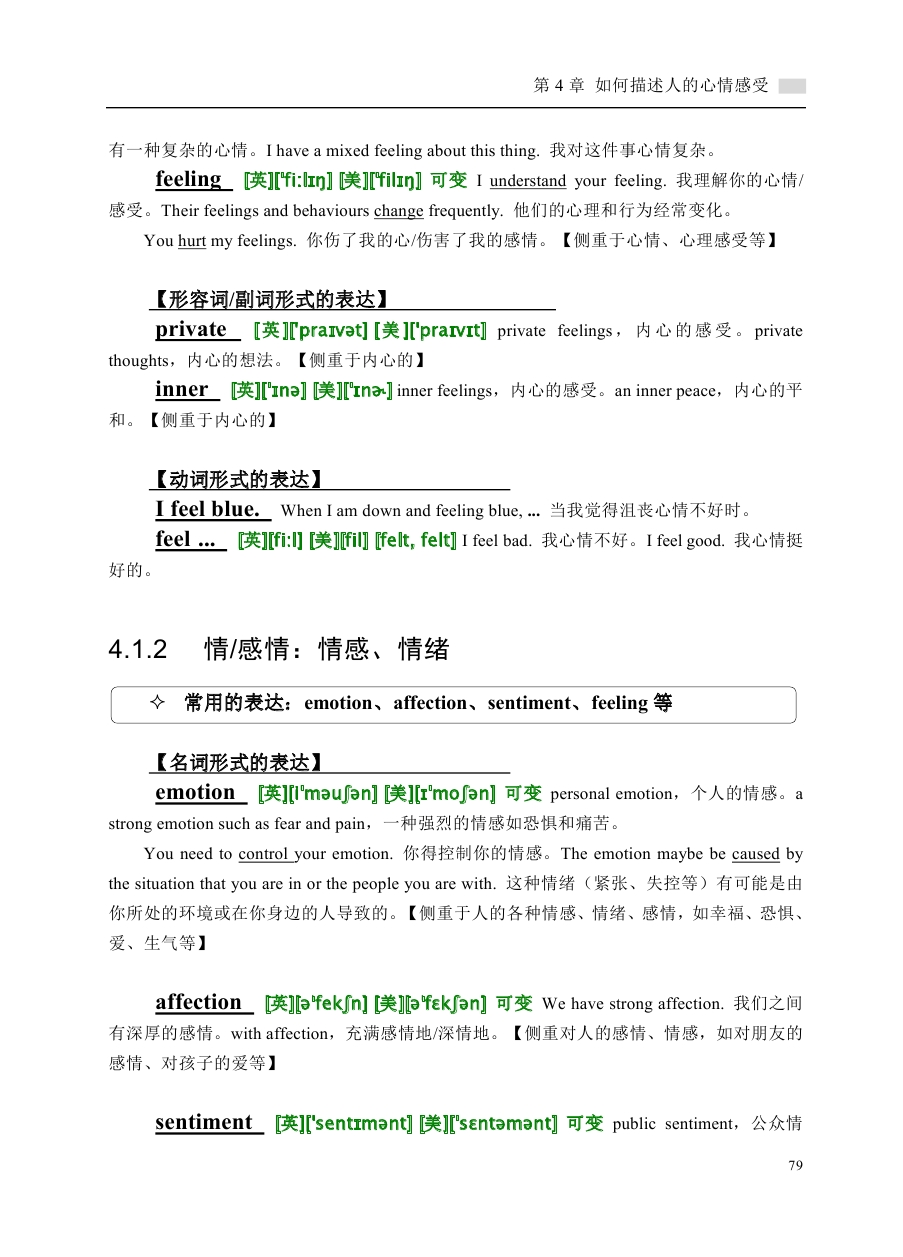 第 4 章 如何描述人的心情感受
有一种复杂的心情。I have a mixed feeling about this thing. 我对这件事心情复杂。
feeling [英][ˈfi:lɪŋ] [美][ˈfilɪŋ] 可变 I understand your feeling. 我理解你的心情/
感受。Their feelings and behaviours change frequently. 他们的心理和行为经常变化。
You hurt my feelings. 你伤了我的心/伤害了我的感情。【侧重于心情、心理感受等】
【形容词/副词形式的表达】
private [英][ˈpraɪvət] [美][ˈpraɪvɪt] private feelings，内心的感受。private
thoughts，内心的想法。【侧重于内心的】
inner [英][ˈɪnə] [美][ˈɪnɚ] inner feelings，内心的感受。an inner peace，内心的平
和。【侧重于内心的】
【动词形式的表达】
I feel blue. When I am down and feeling blue, ... 当我觉得沮丧心情不好时。
feel ... [英][fi:l] [美][fil] [felt, felt] I feel bad. 我心情不好。I feel good. 我心情挺
好的。
4.1.2 情/感情：情感、情绪
✧ 常用的表达：emotion、affection、sentiment、feeling 等
【名词形式的表达】
emotion [英][iˈməuʃən] [美][ɪˈmoʃən] 可变 personal emotion，个人的情感。a
strong emotion such as fear and pain，一种强烈的情感如恐惧和痛苦。
You need to control your emotion. 你得控制你的情感。The emotion maybe be caused by
the situation that you are in or the people you are with. 这种情绪（紧张、失控等）有可能是由
你所处的环境或在你身边的人导致的。【侧重于人的各种情感、情绪、感情，如幸福、恐惧、
爱、生气等】
affection [英][əˈfekʃn] [美][əˈfɛkʃən] 可变 We have strong affection. 我们之间
有深厚的感情。with affection，充满感情地/深情地。【侧重对人的感情、情感，如对朋友的
感情、对孩子的爱等】
sentiment [英][ˈsentɪmənt] [美][ˈsɛntəmənt] 可变 public sentiment，公众情
79